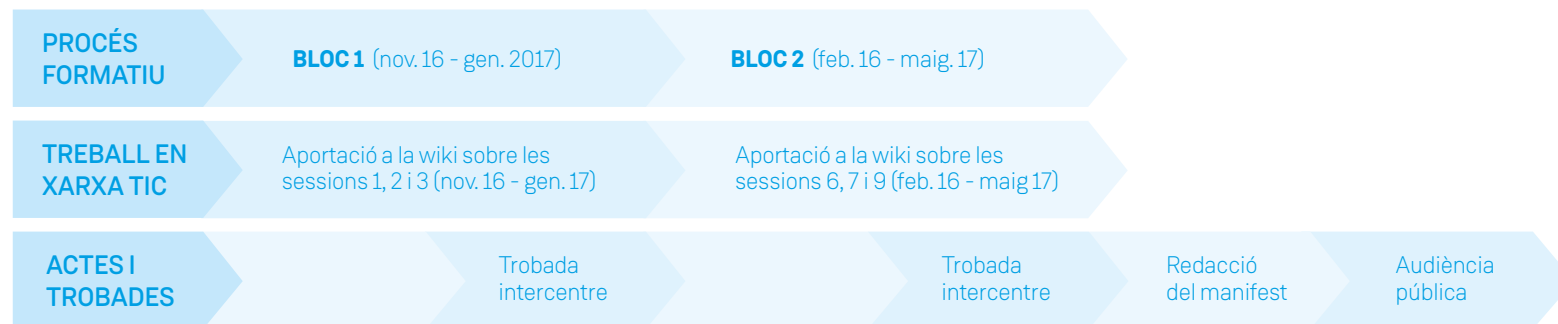 PROCÉS
FORMATIU
BLOC 1 (nov. 16 - gen. 2017)
BLOC 2 (feb. 16 - maig. 17)
TREBALL EN
XARXA TIC
Aportació a la wiki sobre les
sessions 1, 2 i 3 (nov. 16 - gen. 17)
Aportació a la wiki sobre les
sessions 6, 7 i 9 (feb. 16 - maig 17)
ACTES I
TROBADES
Trobada
intercentre
Trobada
intercentre
Redacció
del manifest
Audiència
pública